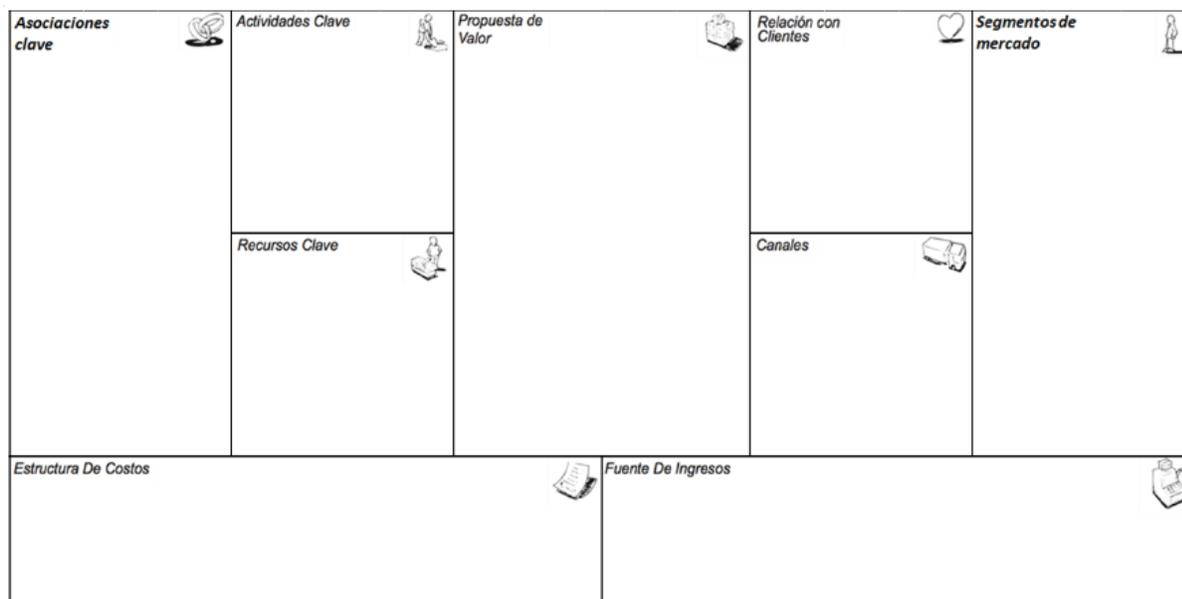 Asociaciones
clave
Actividades Clave
Propuesta de
Valor
Relación con
Clientes
Segmentos de
mercado
Recursos Clave
Canales
Estructura De Costos
Fuente De Ingresos